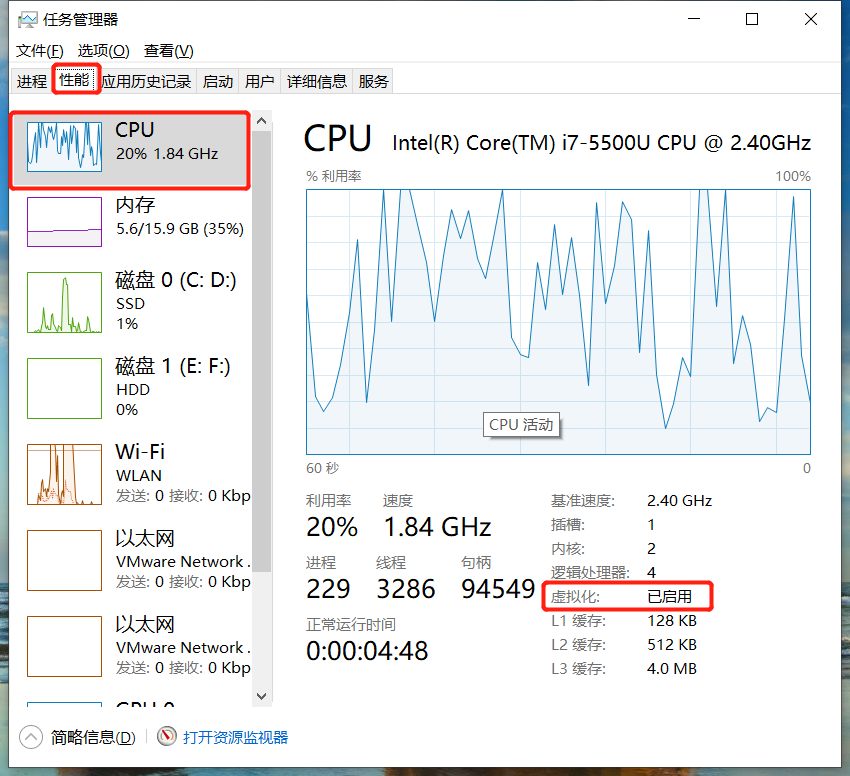 任务管理器
文件(F) 选项(O) 查看(V)
进程 性能 应用历史记录 启动 用户 详细信息 服务
CPU
20% 1.84 GHz
内存
5.6/15.9 GB (35%)
磁盘 0 (C: D:)
SSD
1%
磁盘 1 (E: F:)
HDD
0%
Wi-Fi
WLAN
发送: 0 接收: 0 Kbp
以太网
VMware Network .
发送: 0 接收: 0 Kbp
以太网
VMware Network .
发送: 0 接收: 0 Kbp
GPU 0
CPU Intel(R) Core(TM) i7-5500U CPU @ 2.40GHz
% 利用率 100%
CPU 活动
60 秒 0
利用率 速度
20% 1.84 GHz
进程 线程 句柄
229 3286 94549
正常运行时间
0:00:04:48
基准速度: 2.40 GHz
插槽: 1
内核: 2
逻辑处理器: 4
虚拟化: 已启用
L1 缓存: 128 KB
L2 缓存: 512 KB
L3 缓存: 4.0 MB
简略信息(D) 打开资源监视器